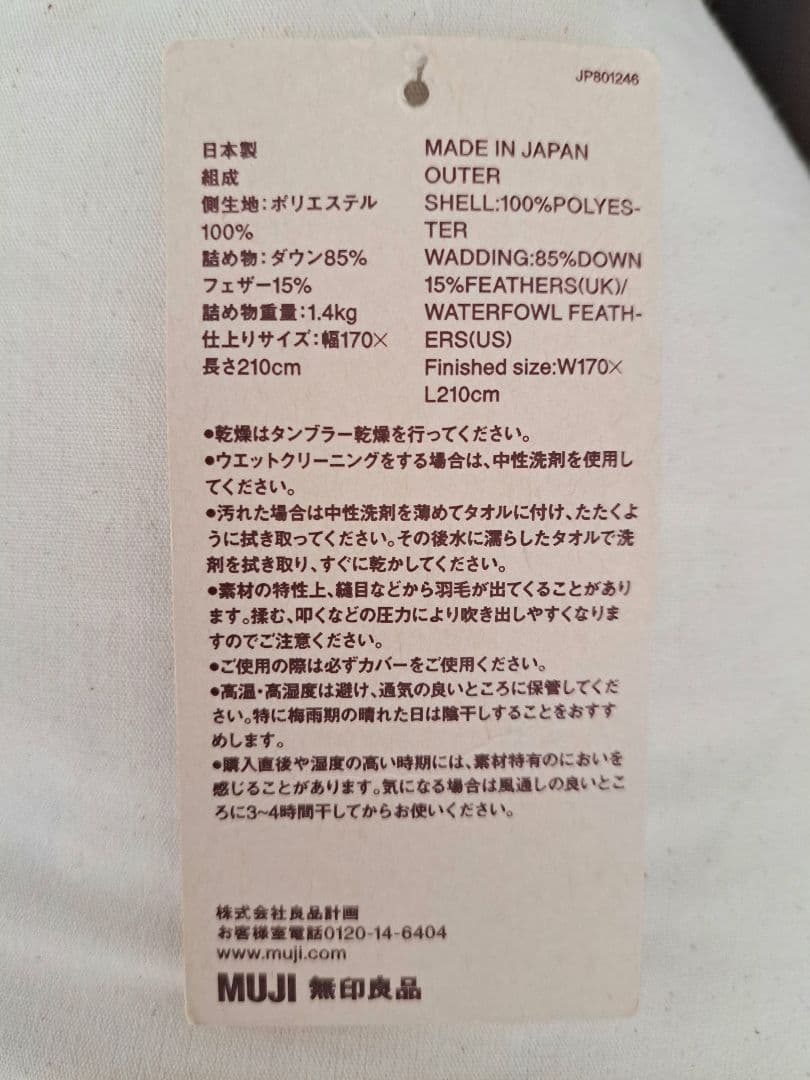 JP801246
日本製
組成
側生地：ポリエステル
100%
詰め物：ダウン85%
フェザー15%
詰め物重量：1.4kg
仕上りサイズ：幅170×
長さ210cm
MADE IN JAPAN
OUTER
SHELL:100%POLYES-
TER
WADDING:85%DOWN
15%FEATHERS(UK)/
WATERFOWL FEATH-
ERS(US)
Finished size:W170×
L210cm
●乾燥はタンブラー乾燥を行ってください。
●ウエットクリーニングをする場合は、中性洗剤を使用し
てください。
●汚れた場合は中性洗剤を薄めてタオルに付け、たたくよ
うに拭き取ってください。その後水に濡らしたタオルで洗
剤を拭き取り、すぐに乾かしてください。
●素材の特性上、縫目などから羽毛が出てくることがあり
ます。揉む、叩くなどの圧力により吹き出しやすくなりま
すのでご注意ください。
●ご使用の際は必ずカバーをご使用ください。
●高温・高湿度は避け、通気の良いところに保管してくだ
さい。特に梅雨期の晴れた日は陰干しすることをおすす
めします。
●購入直後や湿度の高い時期には、素材特有のにおいを
感じることがあります。気になる場合は風通しの良いとこ
ろに3~4時間干してからお使いください。
株式会社良品計画
お客様室電話0120-14-6404
www.muji.com
MUJI 無印良品